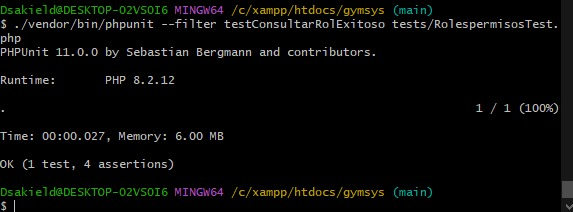 Dsakield@DESKTOP-O2VSOI6 MINGW64 /c/xampp/htdocs/gymsys (main)
$ ./vendor/bin/phpunit --filter testConsultarRolExitoso tests/RolespermisosTest.
php
PHPUnit 11.0.0 by Sebastian Bergmann and contributors.
Runtime:       PHP 8.2.12
.                                                                   1 / 1 (100%)
Time: 00:00.027, Memory: 6.00 MB
OK (1 test, 4 assertions)
Dsakield@DESKTOP-O2VSOI6 MINGW64 /c/xampp/htdocs/gymsys (main)
$